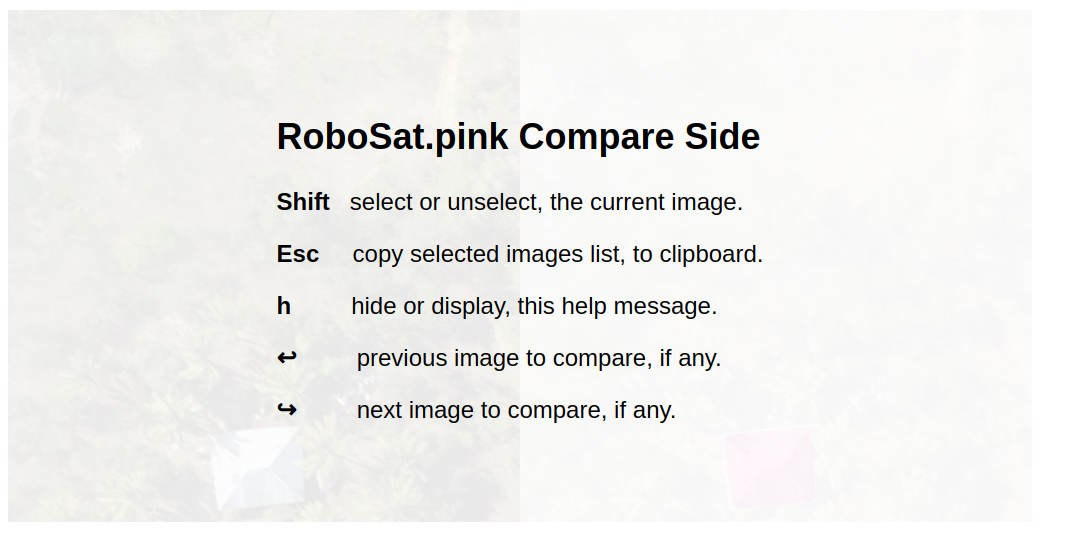 RoboSat.pink Compare Side
Shift select or unselect, the current image.
Esc copy selected images list, to clipboard.
h hide or display, this help message.
↩ previous image to compare, if any.
↪ next image to compare, if any.